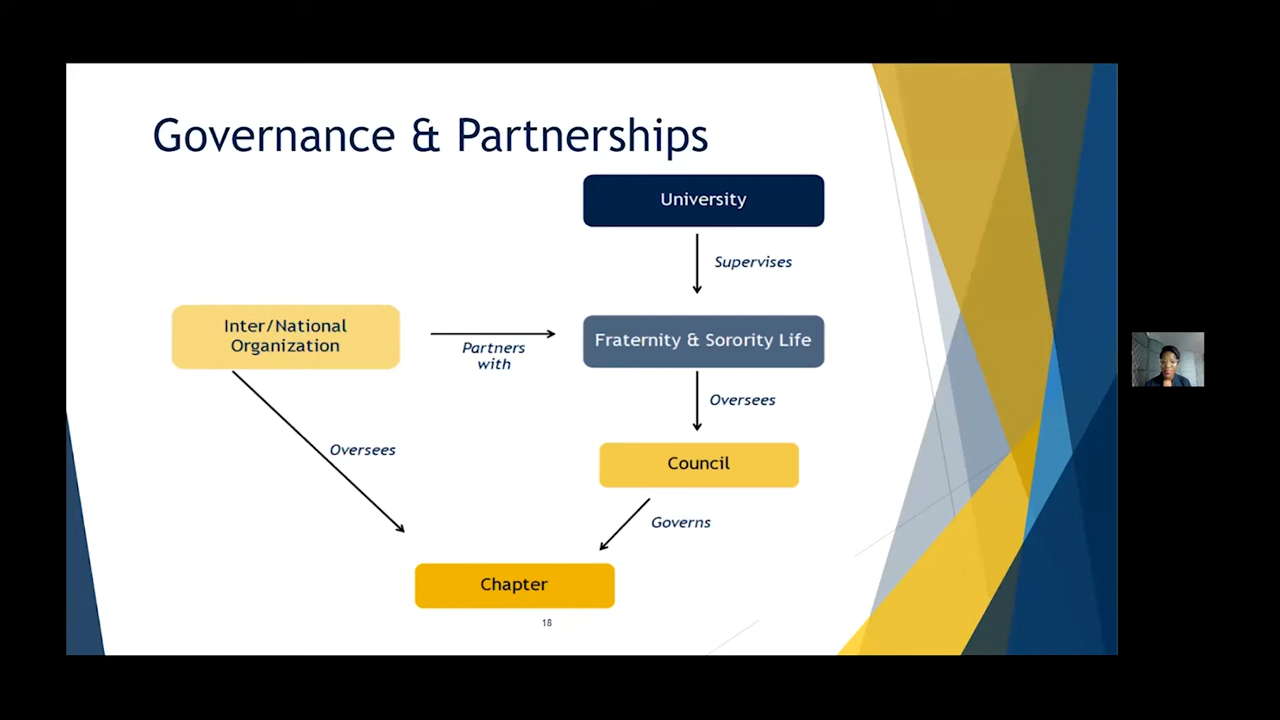 Governance & Partnerships
University
Supervises
Inter/National
Organization
Partners
with
Fraternity & Sorority Life
Oversees
Oversees
Council
Governs
Chapter
18